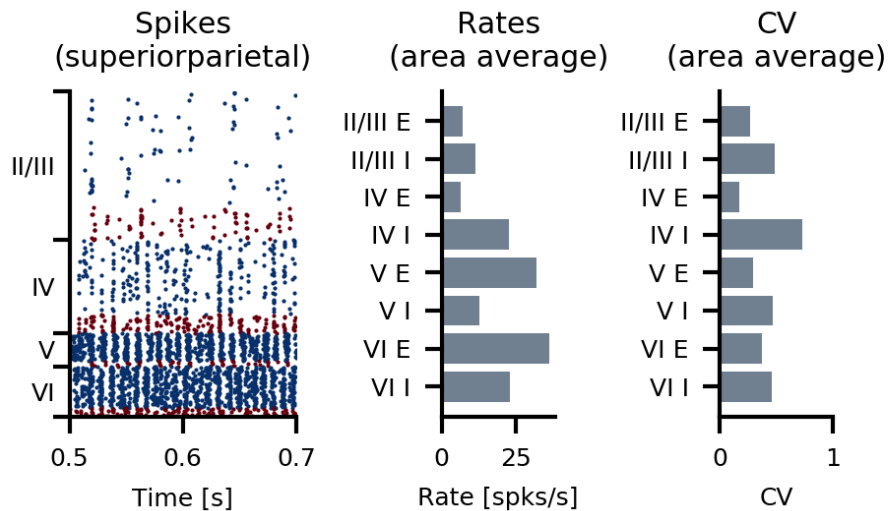 Spikes
(superiorparietal)
II/III
IV
V
VI
0.5 0.6 0.7
Time [s]
Rates
(area average)
II/III E
II/III I
IV E
IV I
V E
V I
VI E
VI I
0 25
Rate [spks/s]
CV
(area average)
II/III E
II/III I
IV E
IV I
V E
V I
VI E
VI I
0 1
CV